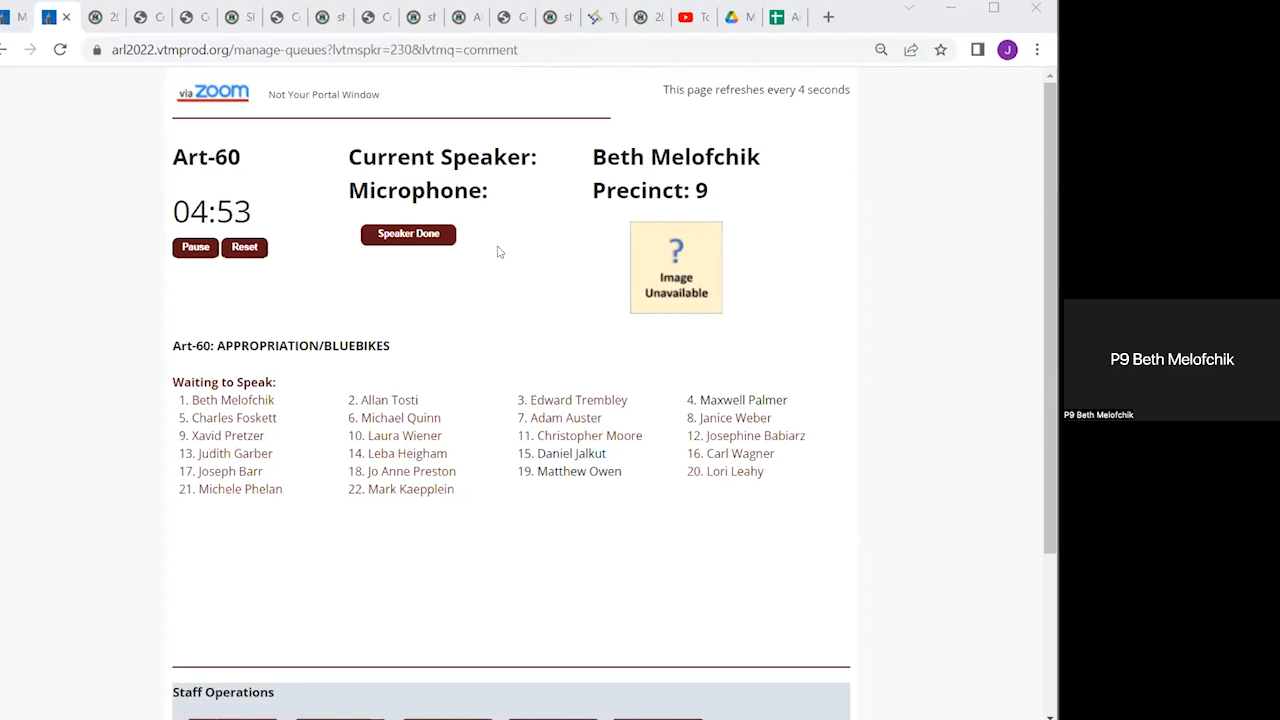 arl2022.vtmprod.org/manage-queues?lvtmspkr=230&lvtmq=comment
J
via zoom
Not Your Portal Window
This page refreshes every 4 seconds
Art-60
Current Speaker:
Beth Melofchik
Microphone:
Precinct: 9
04:53
Pause
Reset
Speaker Done
?
Image
Unavailable
P9 Beth Melofchik
P9 Beth Melofchik
Art-60: APPROPRIATION/BLUEBIKES
Waiting to Speak:
1. Beth Melofchik 2. Allan Tosti 3. Edward Trembley 4. Maxwell Palmer
5. Charles Foskett 6. Michael Quinn 7. Adam Auster 8. Janice Weber
9. Xavid Pretzer 10. Laura Wiener 11. Christopher Moore 12. Josephine Babiarz
13. Judith Garber 14. Leba Heigham 15. Daniel Jalkut 16. Carl Wagner
17. Joseph Barr 18. Jo Anne Preston 19. Matthew Owen 20. Lori Leahy
21. Michele Phelan 22. Mark Kaepplein
Staff Operations